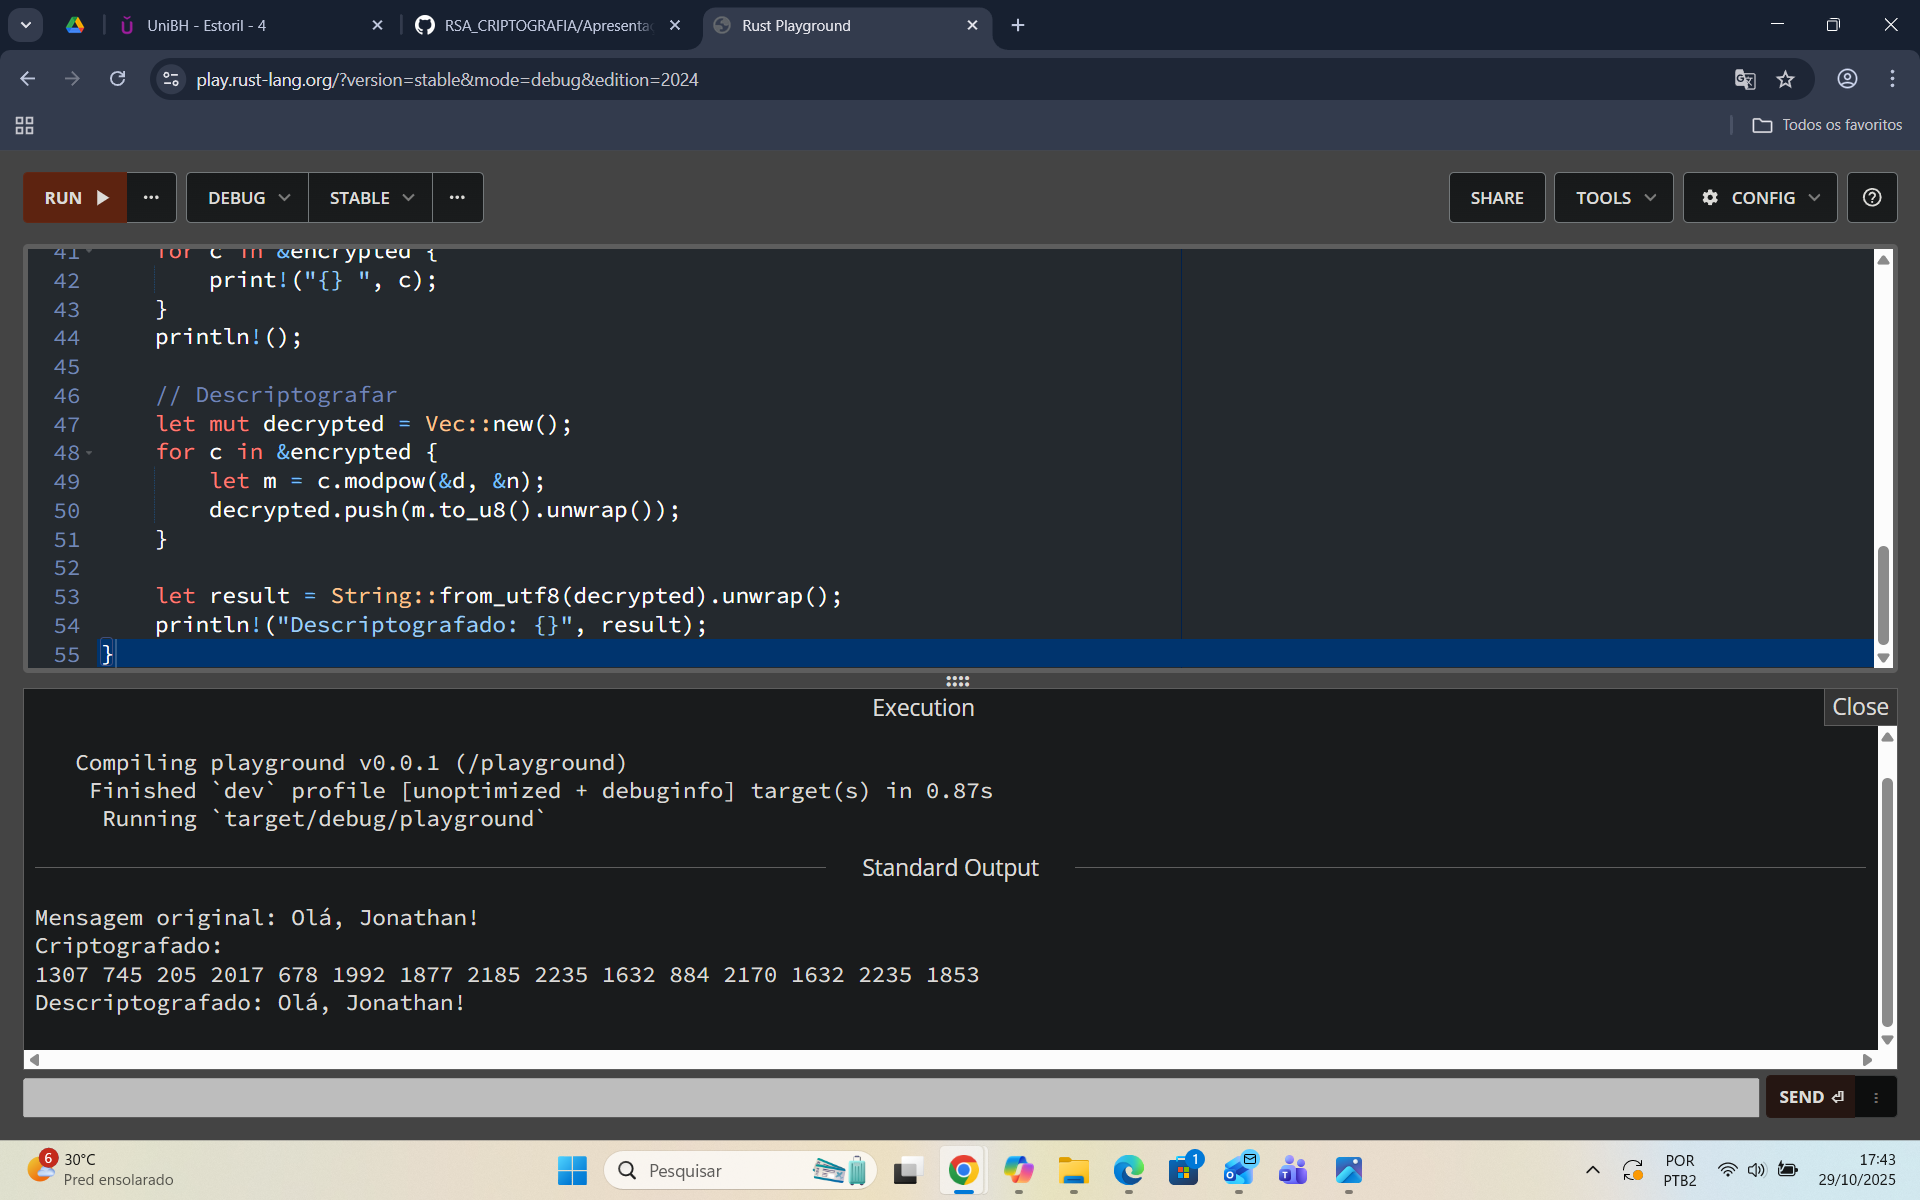 UniBH - Estoril - 4
RSA_CRIPTOGRAFIA/Apresenta
Rust Playground
play.rust-lang.org/?version=stable&mode=debug&edition=2024
Todos os favoritos
RUN
...
DEBUG
STABLE
...
SHARE
TOOLS
CONFIG
41 for c in &encrypted {
42 print!("{} ", c);
43 }
44 println!();
45
46 // Descriptografar
47 let mut decrypted = Vec::new();
48 for c in &encrypted {
49 let m = c.modpow(&d, &n);
50 decrypted.push(m.to_u8().unwrap());
51 }
52
53 let result = String::from_utf8(decrypted).unwrap();
54 println!("Descriptografado: {}", result);
55 }
Execution
Close
Compiling playground v0.0.1 (/playground)
Finished `dev` profile [unoptimized + debuginfo] target(s) in 0.87s
Running `target/debug/playground`
Standard Output
Mensagem original: Olá, Jonathan!
Criptografado:
1307 745 205 2017 678 1992 1877 2185 2235 1632 884 2170 1632 2235 1853
Descriptografado: Olá, Jonathan!
SEND
6
30°C
Pred ensolarado
Pesquisar
1
POR
PTB2
17:43
29/10/2025